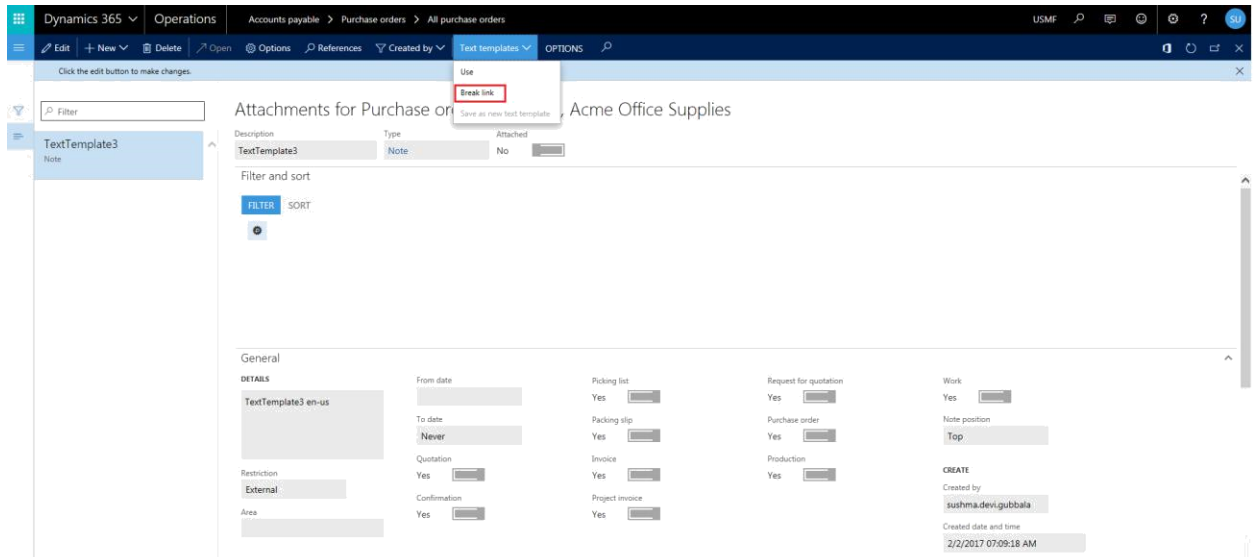 Dynamics 365 Operations Accounts payable > Purchase orders > All purchase orders USMF ? SU
Edit + New Delete Open Options References Created by Text templates OPTIONS
Click the edit button to make changes.
Use
Break link
Save as new text template
Filter
TextTemplate3
Note
Attachments for Purchase or , Acme Office Supplies
Description Type Attached
TextTemplate3 Note No
Filter and sort
FILTER SORT
General
DETAILS
TextTemplate3 en-us
Restriction
External
Area
From date
To date
Never
Quotation
Yes
Confirmation
Yes
Picking list
Yes
Packing slip
Yes
Invoice
Yes
Project invoice
Yes
Request for quotation
Yes
Purchase order
Yes
Production
Yes
Work
Yes
Note position
Top
CREATE
Created by
sushma.devi.gubbala
Created date and time
2/2/2017 07:09:18 AM